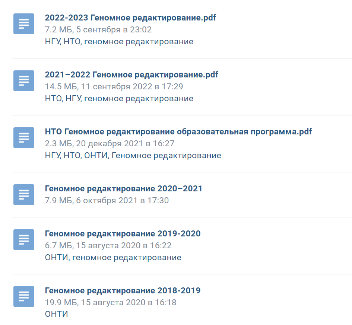 2022-2023 Геномное редактирование.pdf
7.2 МБ, 5 сентября в 23:02
НГУ, НТО, геномное редактирование
2021–2022 Геномное редактирование.pdf
14.5 МБ, 11 сентября 2022 в 17:29
НТО, НГУ, геномное редактирование
НТО Геномное редактирование образовательная программа.pdf
2.3 МБ, 20 декабря 2021 в 16:27
НГУ, НТО, ОНТИ, Геномное редактирование
Геномное редактирование 2020–2021
7.9 МБ, 6 октября 2021 в 17:30
Геномное редактирование 2019-2020
6.7 МБ, 15 августа 2020 в 16:22
ОНТИ, геномное редактирование
Геномное редактирование 2018-2019
19.9 МБ, 15 августа 2020 в 16:18
ОНТИ